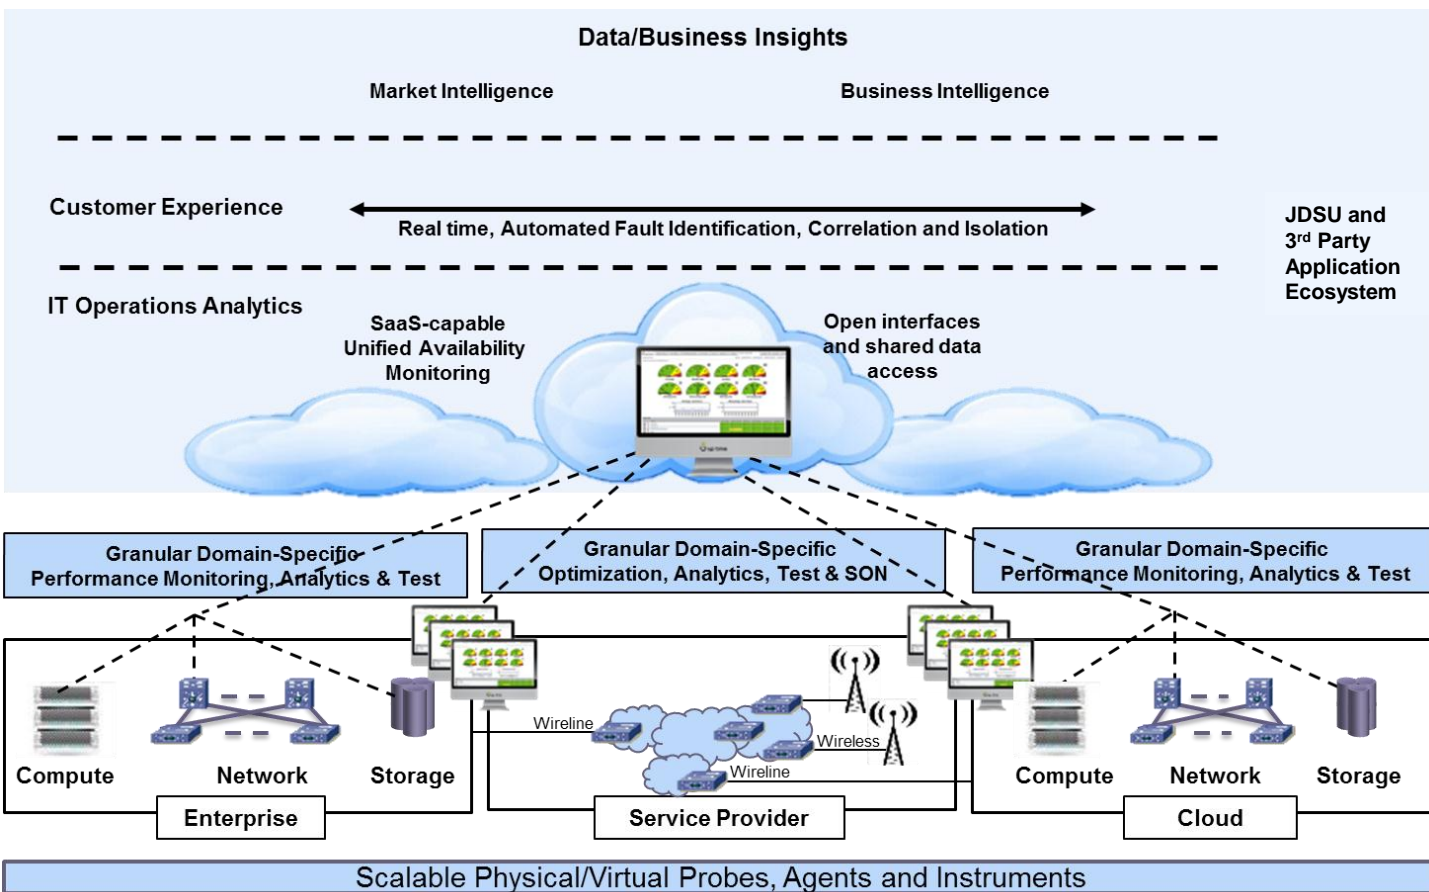 Data/Business Insights
Market Intelligence
Business Intelligence
Customer Experience
Real time, Automated Fault Identification, Correlation and Isolation
JDSU and
3rd Party
Application
Ecosystem
IT Operations Analytics
SaaS-capable
Unified Availability
Monitoring
Open interfaces
and shared data
access
Granular Domain-Specific
Performance Monitoring, Analytics & Test
Granular Domain-Specific
Optimization, Analytics, Test & SON
Granular Domain-Specific
Performance Monitoring, Analytics & Test
Compute
Network
Storage
Enterprise
Wireline
Wireless
Wireline
Service Provider
Compute
Network
Storage
Cloud
Scalable Physical/Virtual Probes, Agents and Instruments